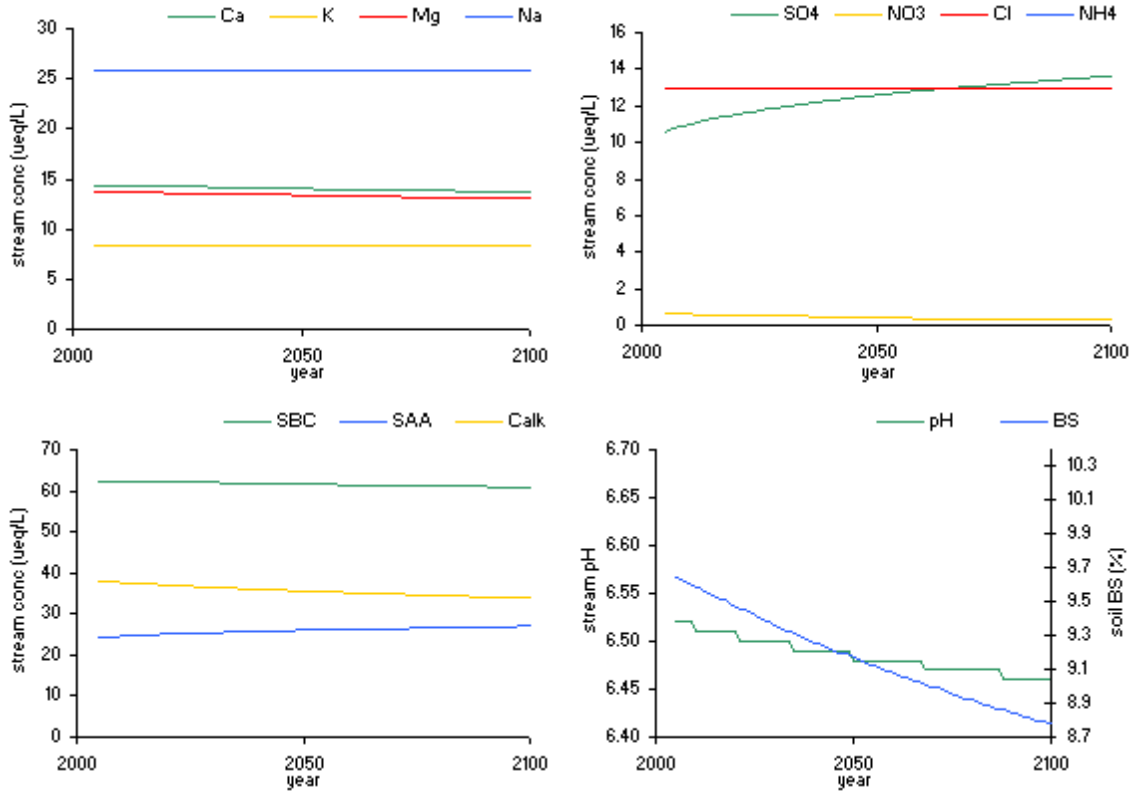 Ca K Mg Na
30
25
20
15
10
5
0
stream conc (ueq/L)
2000 2050 2100
year
SO4 NO3 Cl NH4
16
14
12
10
8
6
4
2
0
stream conc (ueq/L)
2000 2050 2100
year
SBC SAA Calk
70
60
50
40
30
20
10
0
stream conc (ueq/L)
2000 2050 2100
year
pH BS
6.70
6.65
6.60
6.55
6.50
6.45
6.40
stream pH
10.3
10.1
9.9
9.7
9.5
9.3
9.1
8.9
8.7
soil BS (%)
2000 2050 2100
year